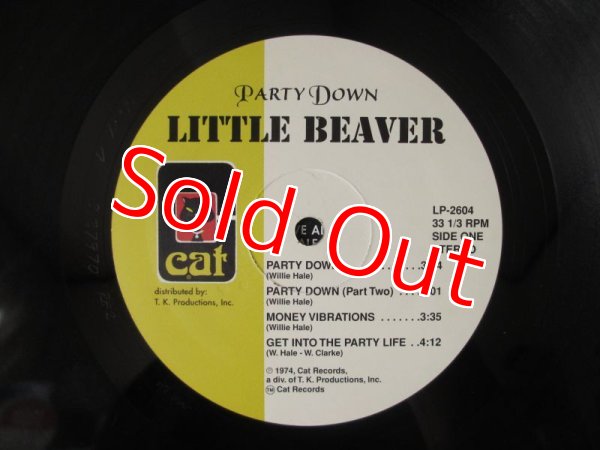 PARTY DOWN
LITTLE BEAVER
Sold Out
cat
distributed by:
T. K. Productions, Inc.
LP-2604
33 1/3 RPM
SIDE ONE
PARTY DOWN
(Willie Hale)
PARTY DOWN (Part Two)
(Willie Hale)
MONEY VIBRATIONS .......3:35
(Willie Hale)
GET INTO THE PARTY LIFE ..4:12
(W. Hale - W. Clarke)
℗ 1974, Cat Records,
a div. of T. K. Productions, Inc.
TM Cat Records